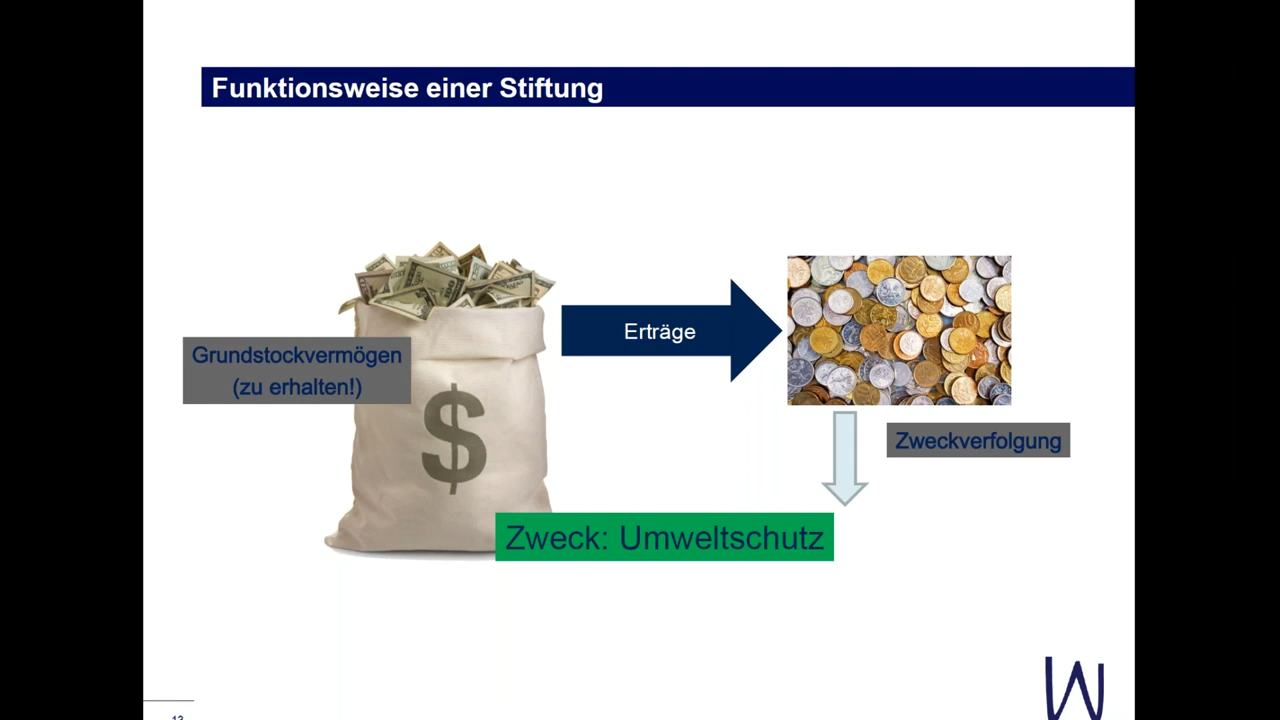 Funktionsweise einer Stiftung
Grundstockvermögen
(zu erhalten!)
$
Erträge
Zweckverfolgung
Zweck: Umweltschutz
W